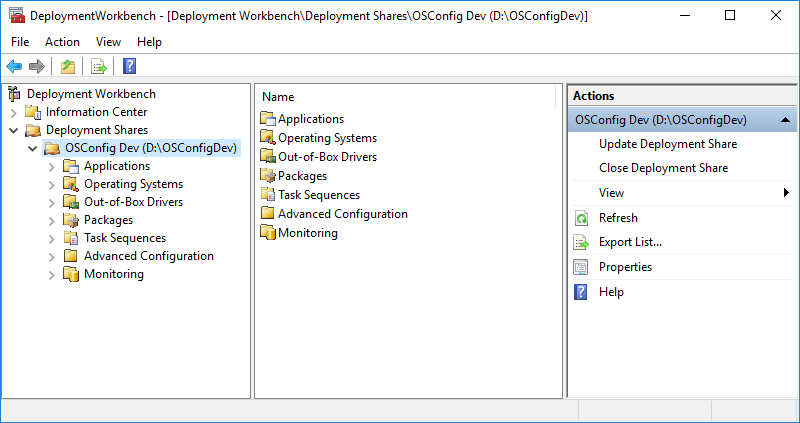 DeploymentWorkbench - [Deployment Workbench\Deployment Shares\OSConfig Dev (D:\OSConfigDev)]
File Action View Help
Deployment Workbench
Information Center
Deployment Shares
OSConfig Dev (D:\OSConfigDev)
Applications
Operating Systems
Out-of-Box Drivers
Packages
Task Sequences
Advanced Configuration
Monitoring
Name
Applications
Operating Systems
Out-of-Box Drivers
Packages
Task Sequences
Advanced Configuration
Monitoring
Actions
OSConfig Dev (D:\OSConfigDev)
Update Deployment Share
Close Deployment Share
View
Refresh
Export List...
Properties
Help